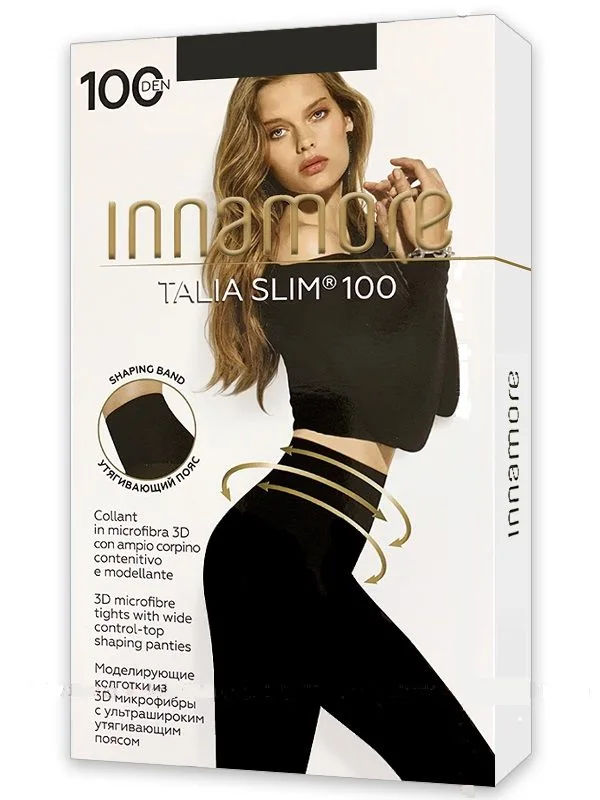 100 DEN
innamore
TALIA SLIM® 100
SHAPING BAND
УТЯГИВАЮЩИЙ ПОЯС
Collant
in microfibra 3D
con ampio corpino
contenitivo
e modellante
3D microfibre
tights with wide
control-top
shaping panties
Моделирующие
колготки из
3D микрофибры
с ультрашироким
утягивающим
поясом
innamore